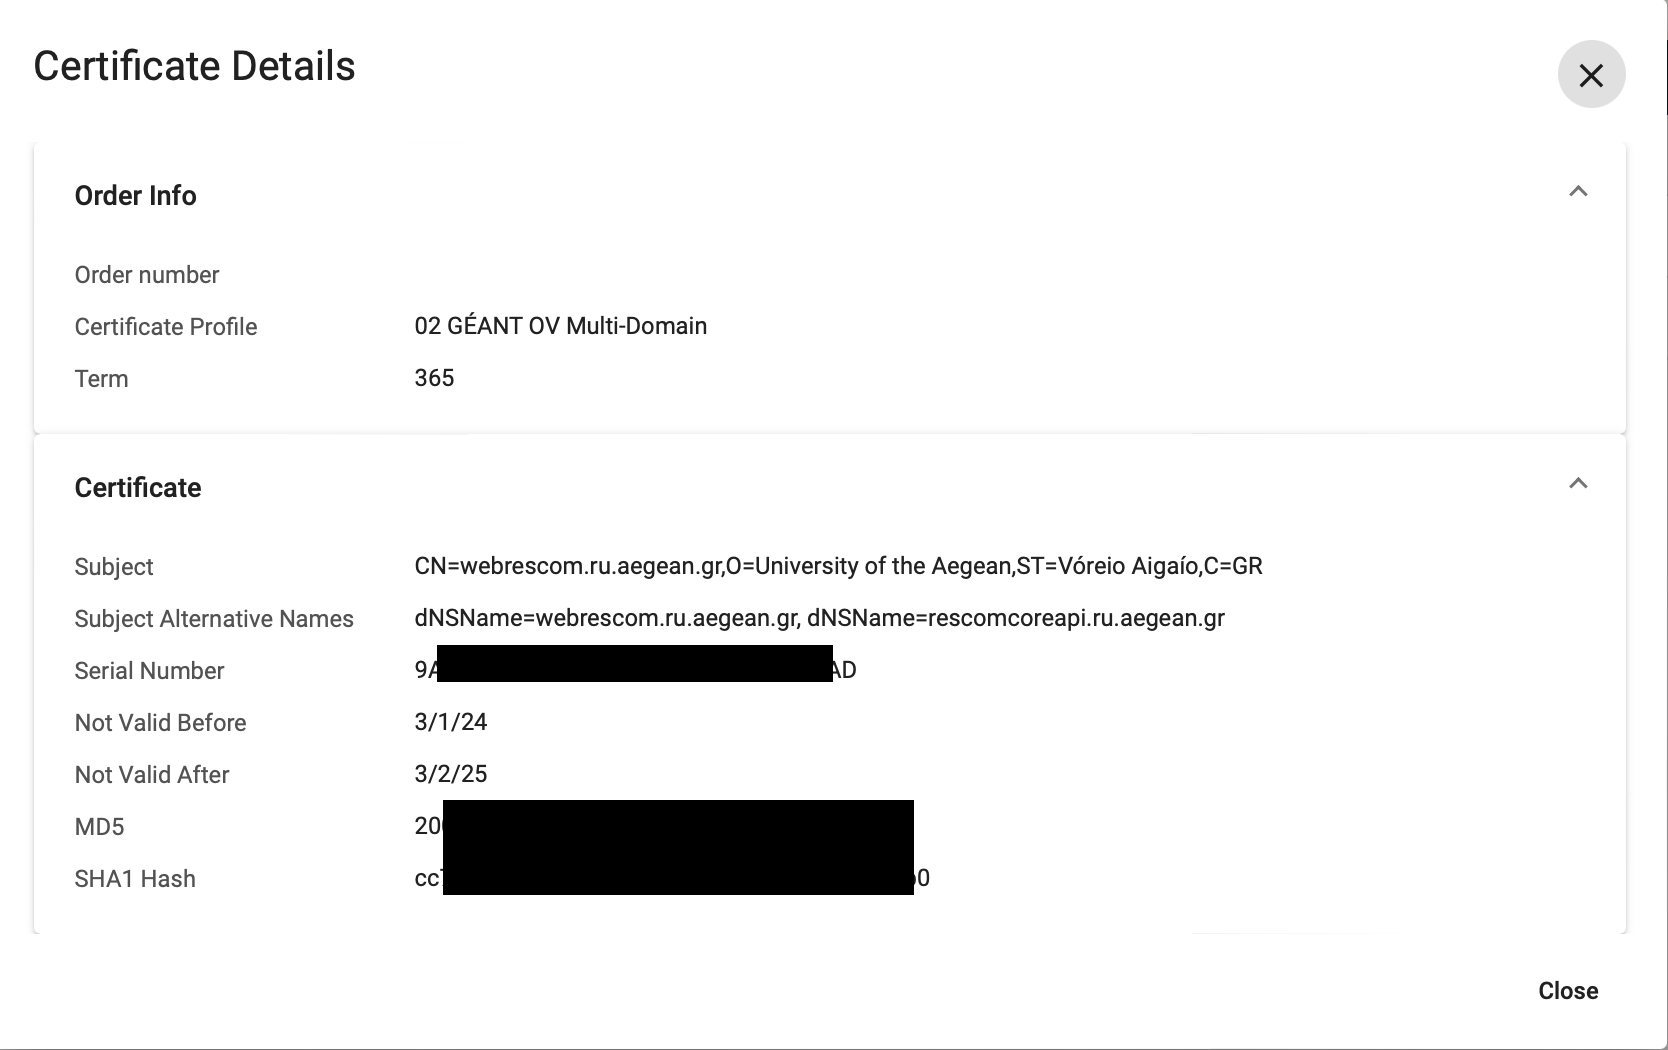 Certificate Details
Order Info
Order number
Certificate Profile 02 GÉANT OV Multi-Domain
Term 365
Certificate
Subject CN=webrescom.ru.aegean.gr,O=University of the Aegean,ST=Vóreio Aigaío,C=GR
Subject Alternative Names dNSName=webrescom.ru.aegean.gr, dNSName=rescomcoreapi.ru.aegean.gr
Serial Number 9A AD
Not Valid Before 3/1/24
Not Valid After 3/2/25
MD5 20
SHA1 Hash cc 0
Close